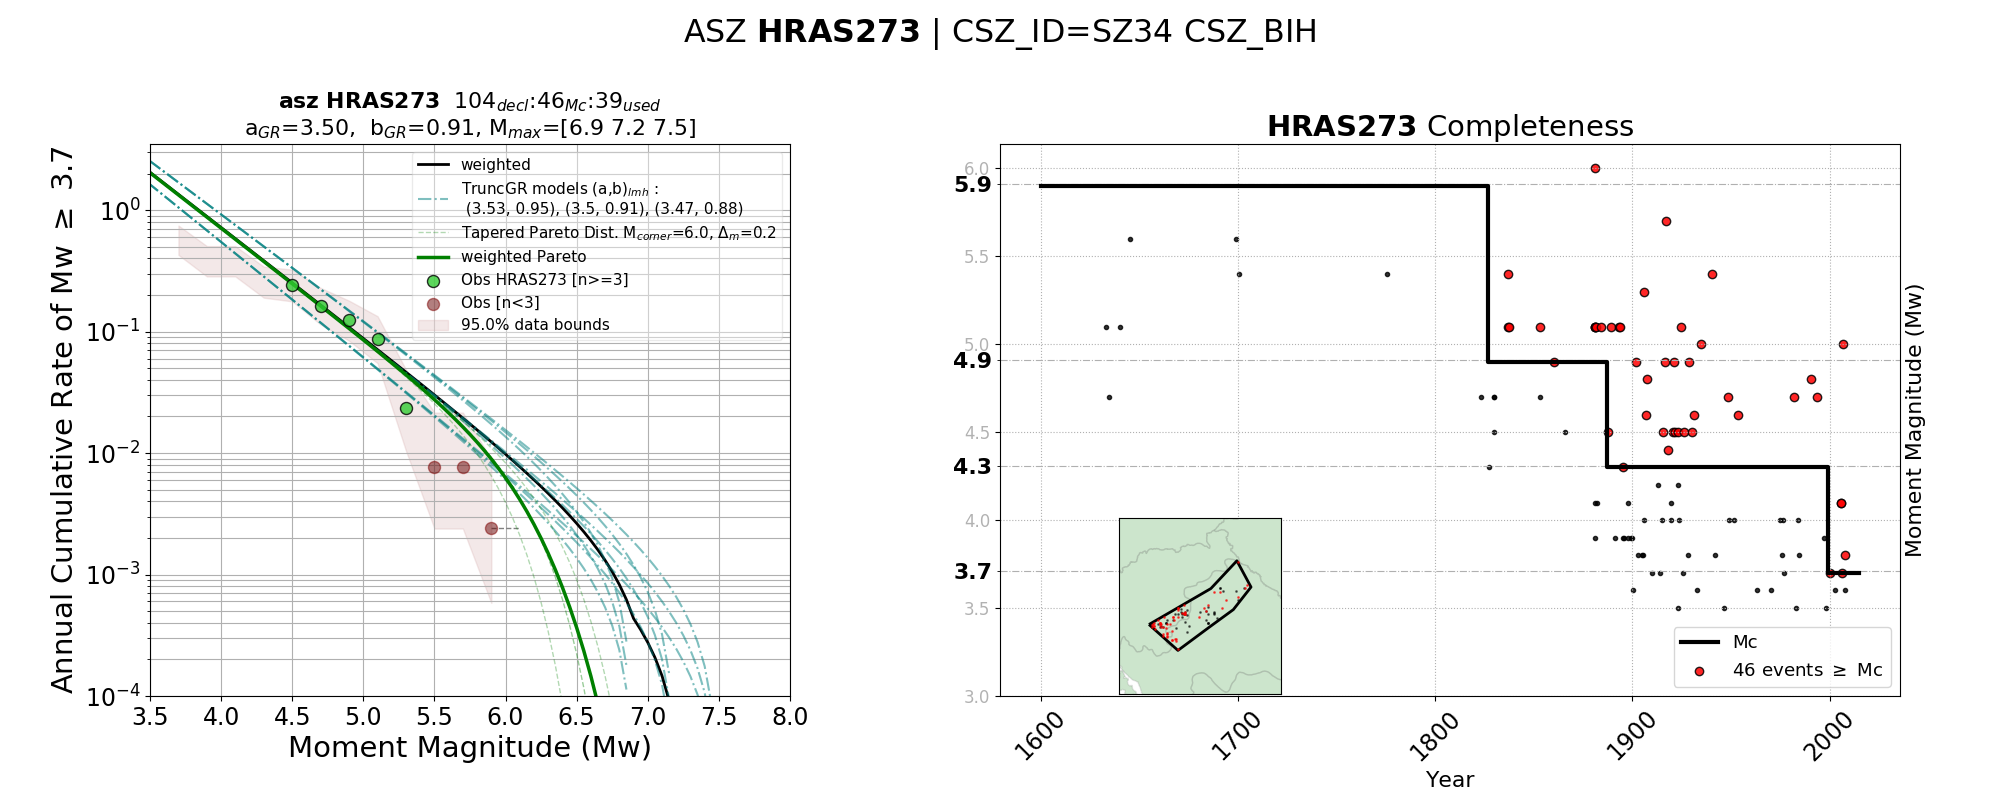 ASZ HRAS273 | CSZ_ID=SZ34 CSZ_BIH
asz HRAS273 104decl:46Mc:39used
aGR=3.50, bGR=0.91, Mmax=[6.9 7.2 7.5]
Annual Cumulative Rate of Mw ≥ 3.7
10^0
10^-1
10^-2
10^-3
10^-4
weighted
TruncGR models (a,b)lmh :
(3.53, 0.95), (3.5, 0.91), (3.47, 0.88)
Tapered Pareto Dist. Mcorner=6.0, Δm=0.2
weighted Pareto
Obs HRAS273 [n>=3]
Obs [n<3]
95.0% data bounds
3.5 4.0 4.5 5.0 5.5 6.0 6.5 7.0 7.5 8.0
Moment Magnitude (Mw)
HRAS273 Completeness
6.0
5.9
5.5
5.0
4.9
4.5
4.3
4.0
3.7
3.5
3.0
Moment Magnitude (Mw)
Mc
46 events ≥ Mc
1600 1700 1800 1900 2000
Year